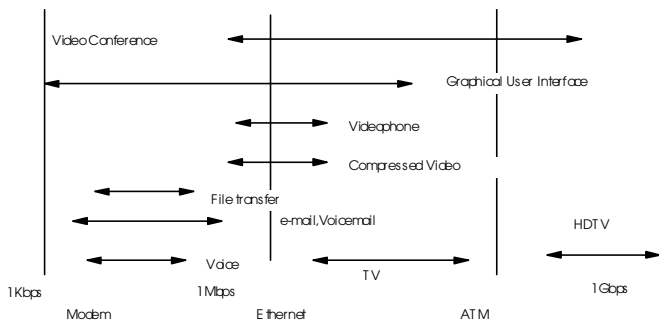 Video Conference
Graphical User Interface
Videophone
Compressed Video
File transfer
e-mail,Voicemail
HDTV
Voice
TV
1Kbps
1Mbps
1Gbps
Modem
Ethernet
ATM